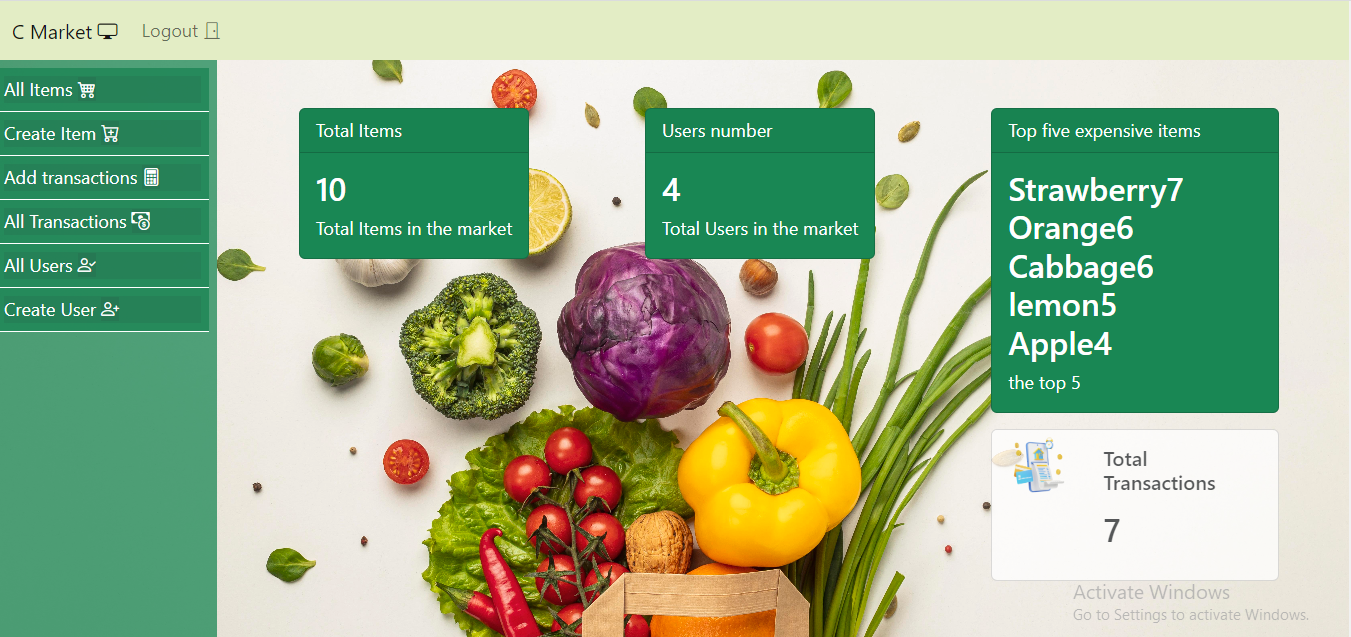 C Market
Logout
All Items
Create Item
Add transactions
All Transactions
All Users
Create User
Total Items
10
Total Items in the market
Users number
4
Total Users in the market
Top five expensive items
Strawberry7
Orange6
Cabbage6
lemon5
Apple4
the top 5
Total
Transactions
7
Activate Windows
Go to Settings to activate Windows.